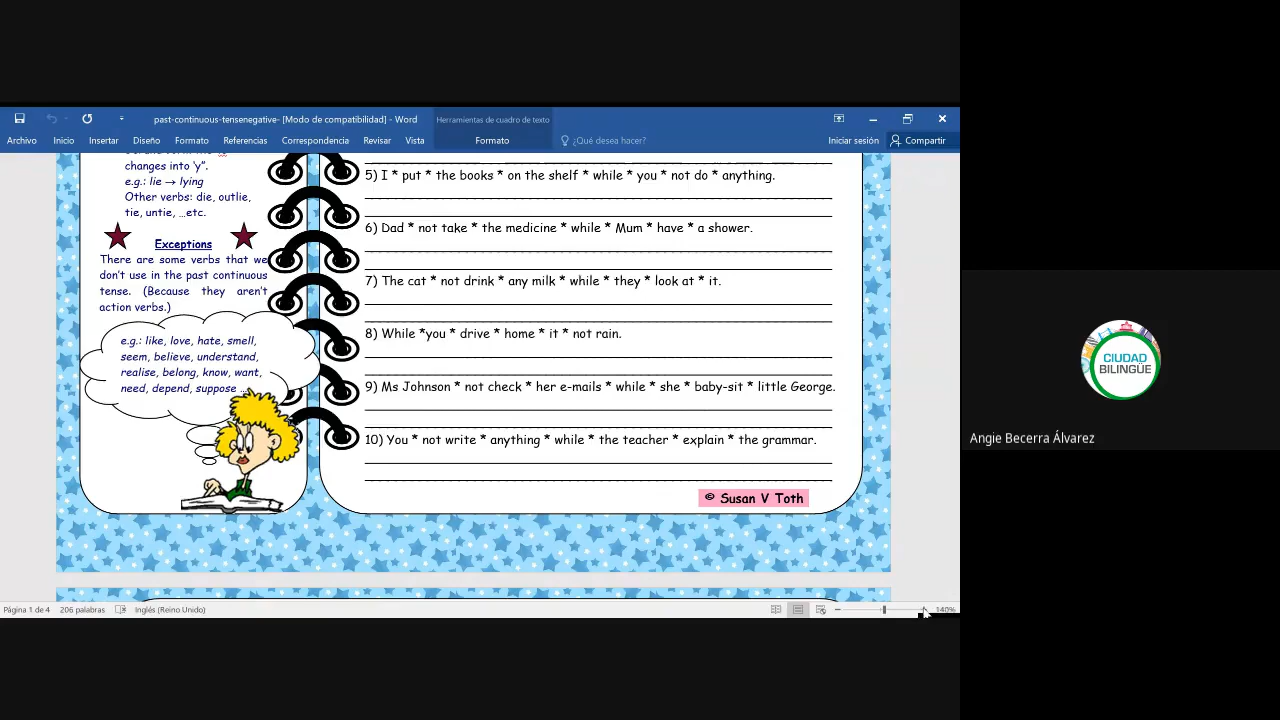 past-continuous-tensenegative- [Modo de compatibilidad] - Word
Herramientas de cuadro de texto
Archivo Inicio Insertar Diseño Formato Referencias Correspondencia Revisar Vista Formato ¿Qué desea hacer? Iniciar sesión Compartir
changes into 'y”.
e.g.: lie → lying
Other verbs: die, outlie,
tie, untie, …etc.
Exceptions
There are some verbs that we
don't use in the past continuous
tense. (Because they aren't
action verbs.)
e.g.: like, love, hate, smell,
seem, believe, understand,
realise, belong, know, want,
need, depend, suppose …
5) I * put * the books * on the shelf * while * you * not do * anything.
6) Dad * not take * the medicine * while * Mum * have * a shower.
7) The cat * not drink * any milk * while * they * look at * it.
8) While *you * drive * home * it * not rain.
9) Ms Johnson * not check * her e-mails * while * she * baby-sit * little George.
10) You * not write * anything * while * the teacher * explain * the grammar.
© Susan V Toth
Página 1 de 4 206 palabras Inglés (Reino Unido) 140%
CIUDAD
BILINGÜE
Angie Becerra Álvarez